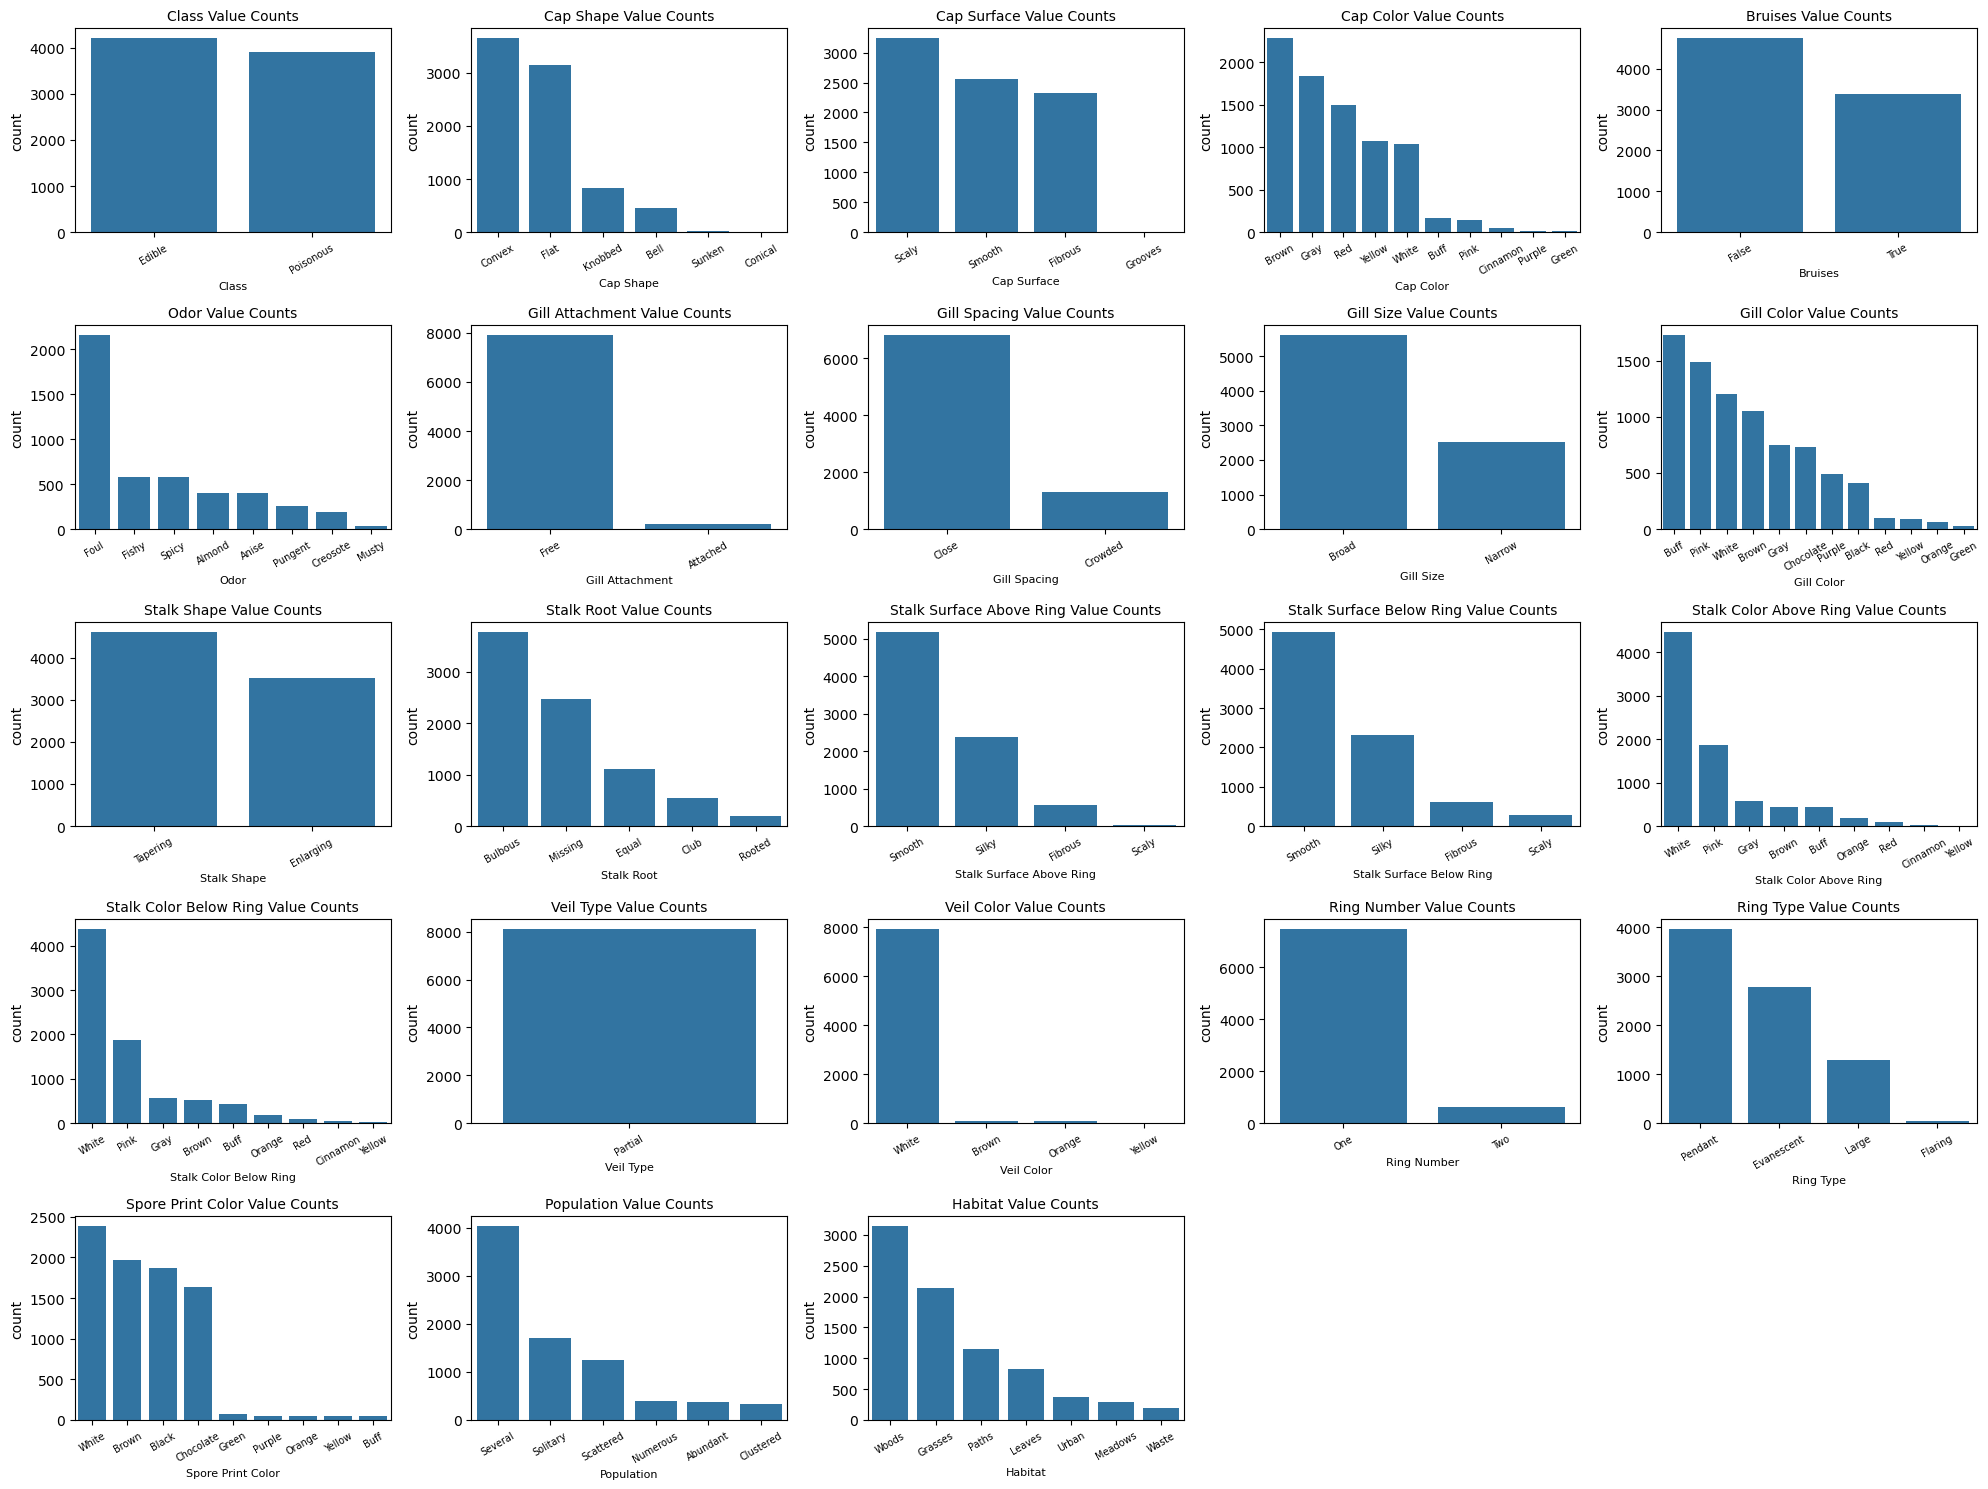 Class Value Counts
count
4000
3000
2000
1000
0
Edible
Poisonous
Class
Cap Shape Value Counts
count
3000
2000
1000
0
Convex
Flat
Knobbed
Bell
Sunken
Conical
Cap Shape
Cap Surface Value Counts
count
3000
2500
2000
1500
1000
500
0
Scaly
Smooth
Fibrous
Grooves
Cap Surface
Cap Color Value Counts
count
2000
1500
1000
500
0
Brown
Gray
Red
Yellow
White
Buff
Pink
Cinnamon
Purple
Green
Cap Color
Bruises Value Counts
count
4000
3000
2000
1000
0
False
True
Bruises
Odor Value Counts
count
2000
1500
1000
500
0
Foul
Fishy
Spicy
Almond
Anise
Pungent
Creosote
Musty
Odor
Gill Attachment Value Counts
count
8000
6000
4000
2000
0
Free
Attached
Gill Attachment
Gill Spacing Value Counts
count
6000
4000
2000
0
Close
Crowded
Gill Spacing
Gill Size Value Counts
count
5000
4000
3000
2000
1000
0
Broad
Narrow
Gill Size
Gill Color Value Counts
count
1500
1000
500
0
Buff
Pink
White
Brown
Gray
Chocolate
Purple
Black
Red
Yellow
Orange
Green
Gill Color
Stalk Shape Value Counts
count
4000
3000
2000
1000
0
Tapering
Enlarging
Stalk Shape
Stalk Root Value Counts
count
3000
2000
1000
0
Bulbous
Missing
Equal
Club
Rooted
Stalk Root
Stalk Surface Above Ring Value Counts
count
5000
4000
3000
2000
1000
0
Smooth
Silky
Fibrous
Scaly
Stalk Surface Above Ring
Stalk Surface Below Ring Value Counts
count
5000
4000
3000
2000
1000
0
Smooth
Silky
Fibrous
Scaly
Stalk Surface Below Ring
Stalk Color Above Ring Value Counts
count
4000
3000
2000
1000
0
White
Pink
Gray
Brown
Buff
Orange
Red
Cinnamon
Yellow
Stalk Color Above Ring
Stalk Color Below Ring Value Counts
count
4000
3000
2000
1000
0
White
Pink
Gray
Brown
Buff
Orange
Red
Cinnamon
Yellow
Stalk Color Below Ring
Veil Type Value Counts
count
8000
6000
4000
2000
0
Partial
Veil Type
Veil Color Value Counts
count
8000
6000
4000
2000
0
White
Brown
Orange
Yellow
Veil Color
Ring Number Value Counts
count
6000
4000
2000
0
One
Two
Ring Number
Ring Type Value Counts
count
4000
3000
2000
1000
0
Pendant
Evanescent
Large
Flaring
Ring Type
Spore Print Color Value Counts
count
2500
2000
1500
1000
500
0
White
Brown
Black
Chocolate
Green
Purple
Orange
Yellow
Buff
Spore Print Color
Population Value Counts
count
4000
3000
2000
1000
0
Several
Solitary
Scattered
Numerous
Abundant
Clustered
Population
Habitat Value Counts
count
3000
2500
2000
1500
1000
500
0
Woods
Grasses
Paths
Leaves
Urban
Meadows
Waste
Habitat